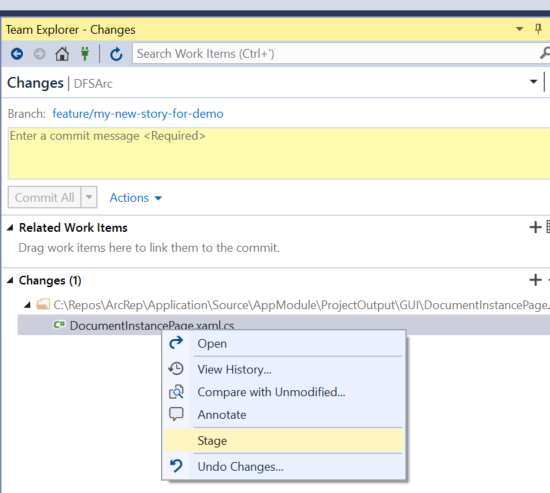 Team Explorer - Changes
Search Work Items (Ctrl+')
Changes | DFSArc
Branch: feature/my-new-story-for-demo
Enter a commit message <Required>
Commit All
Actions
Related Work Items
Drag work items here to link them to the commit.
Changes (1)
C:\Repos\ArcRep\Application\Source\AppModule\ProjectOutput\GUI\DocumentInstancePage.
C# DocumentInstancePage.xaml.cs
Open
View History...
Compare with Unmodified...
Annotate
Stage
Undo Changes...